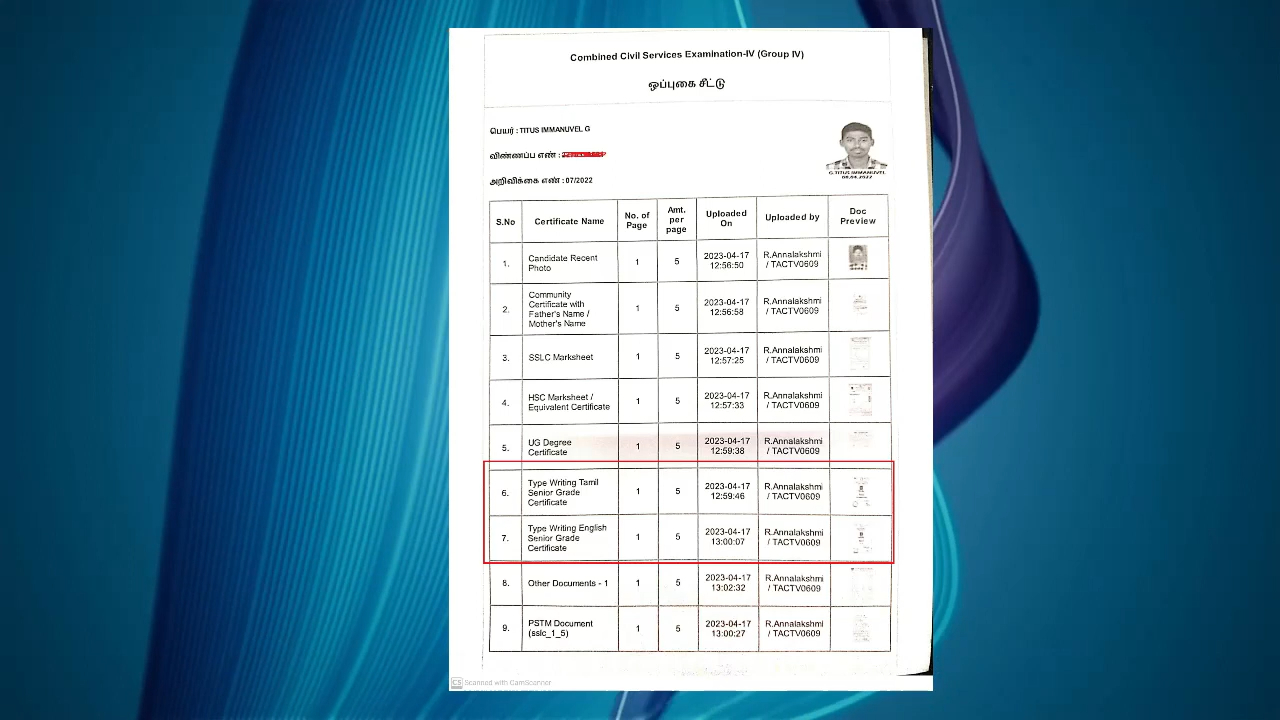 Combined Civil Services Examination-IV (Group IV)
ஒப்புகை சீட்டு
பெயர் : TITUS IMMANUVEL G
விண்ணப்ப எண் :
அறிவிக்கை எண் : 07/2022
G.TITUS IMMANUVEL
08.04.2022
S.No Certificate Name No. of Page Amt. per page Uploaded On Uploaded by Doc Preview
1. Candidate Recent Photo 1 5 2023-04-17 12:56:50 R.Annalakshmi / TACTV0609
2. Community Certificate with Father's Name / Mother's Name 1 5 2023-04-17 12:56:58 R.Annalakshmi / TACTV0609
3. SSLC Marksheet 1 5 2023-04-17 12:57:25 R.Annalakshmi / TACTV0609
4. HSC Marksheet / Equivalent Certificate 1 5 2023-04-17 12:57:33 R.Annalakshmi / TACTV0609
5. UG Degree Certificate 1 5 2023-04-17 12:59:38 R.Annalakshmi / TACTV0609
6. Type Writing Tamil Senior Grade Certificate 1 5 2023-04-17 12:59:46 R.Annalakshmi / TACTV0609
7. Type Writing English Senior Grade Certificate 1 5 2023-04-17 13:00:07 R.Annalakshmi / TACTV0609
8. Other Documents - 1 1 5 2023-04-17 13:02:32 R.Annalakshmi / TACTV0609
9. PSTM Document (sslc_1_5) 1 5 2023-04-17 13:00:27 R.Annalakshmi / TACTV0609
CS Scanned with CamScanner